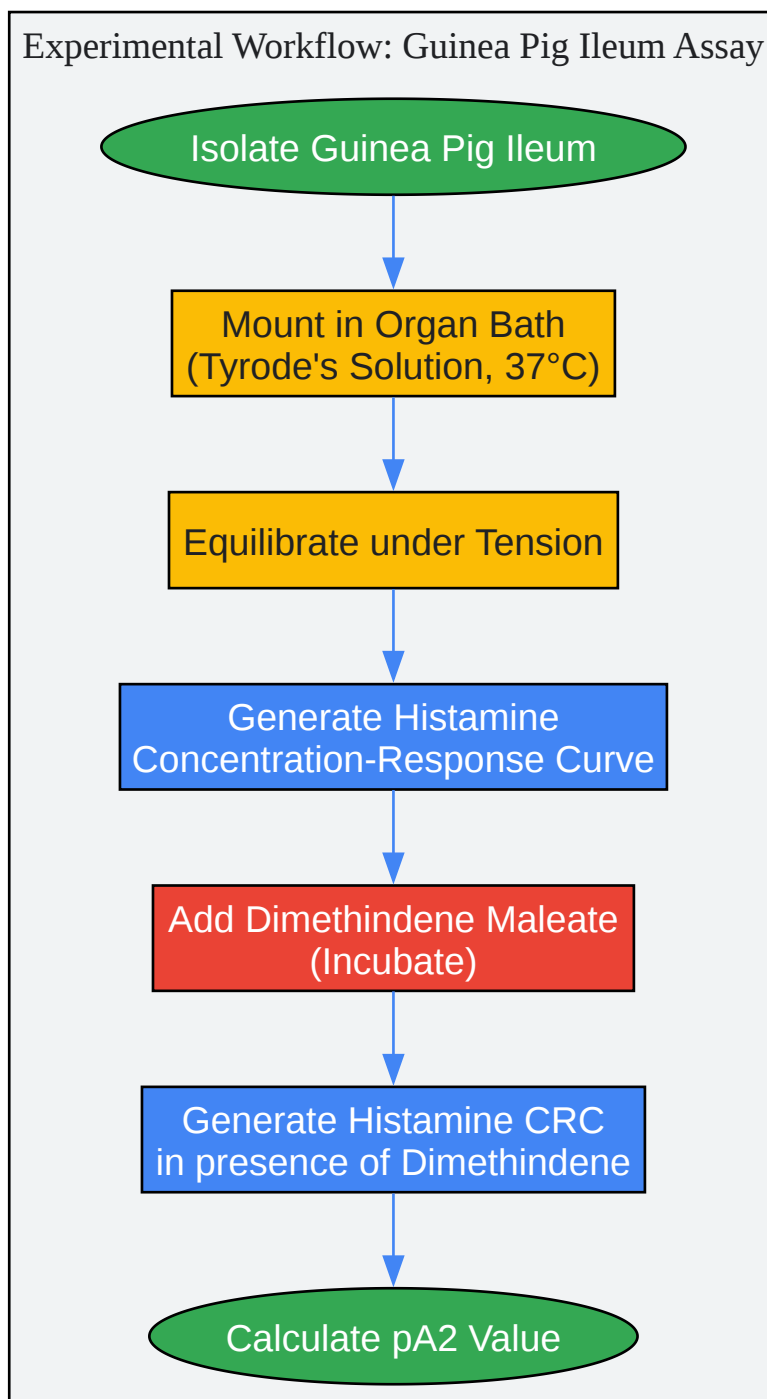 Experimental Workflow: Guinea Pig Ileum Assay
Isolate Guinea Pig Ileum
Mount in Organ Bath
(Tyrode's Solution, 37°C)
Equilibrate under Tension
Generate Histamine
Concentration-Response Curve
Add Dimethindene Maleate
(Incubate)
Generate Histamine CRC
in presence of Dimethindene
Calculate pA2 Value